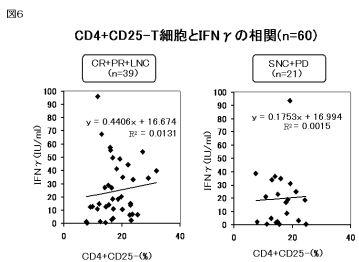 図6
CD4+CD25-T細胞とIFNγの相関(n=60)
CR+PR+LNC
(n=39)
SNC+PD
(n=21)
IFNγ(IU/ml)
100
90
80
70
60
50
40
30
20
10
0
y = 0.4406x + 16.674
R² = 0.0131
0
20
40
CD4+CD25-(%)
IFNγ(IU/ml)
100
90
80
70
60
50
40
30
20
10
0
y = 0.1753x + 16.994
R² = 0.0015
0
20
40
CD4+CD25-(%)